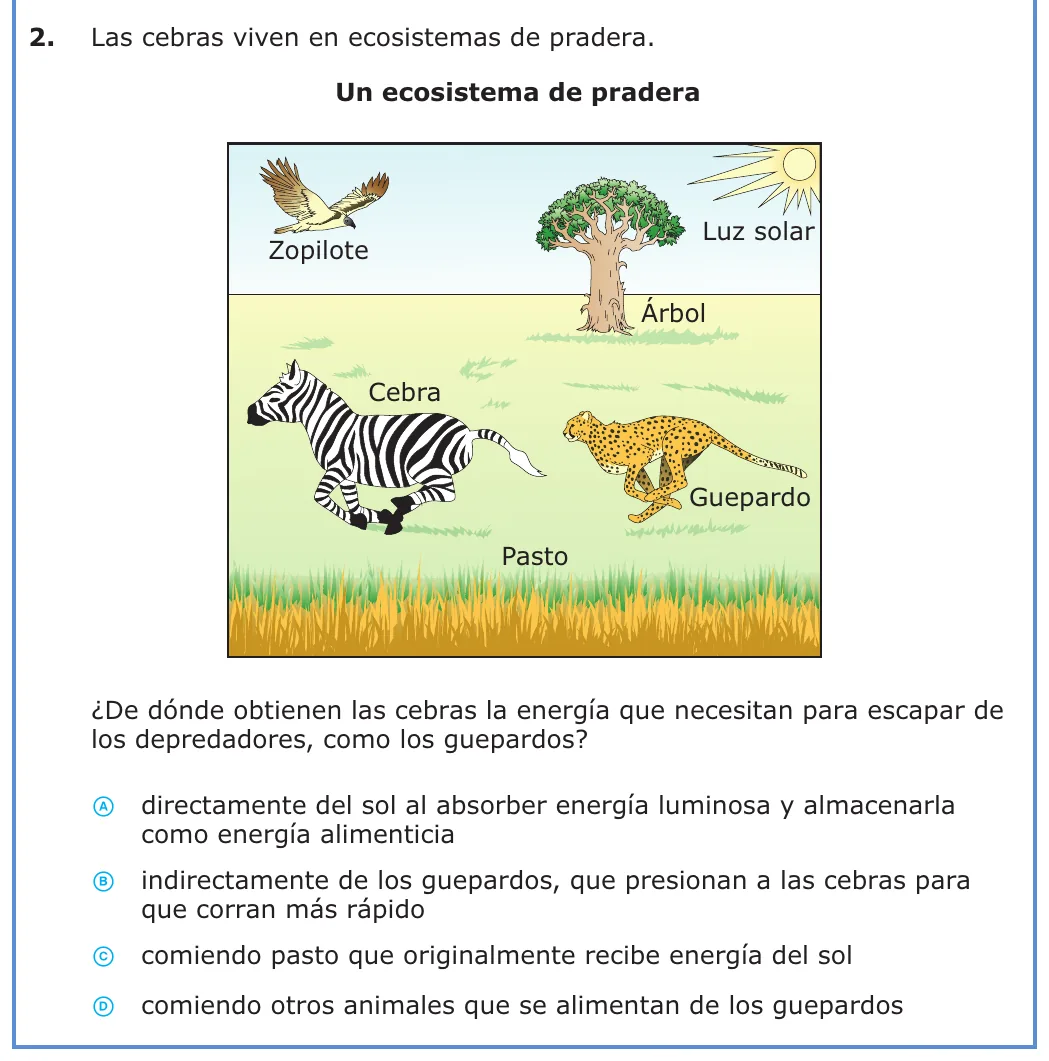 2. Las cebras viven en ecosistemas de pradera.
Un ecosistema de pradera
Zopilote
Luz solar
Árbol
Cebra
Guepardo
Pasto
¿De dónde obtienen las cebras la energía que necesitan para escapar de
los depredadores, como los guepardos?
A directamente del sol al absorber energía luminosa y almacenarla
como energía alimenticia
B indirectamente de los guepardos, que presionan a las cebras para
que corran más rápido
C comiendo pasto que originalmente recibe energía del sol
D comiendo otros animales que se alimentan de los guepardos